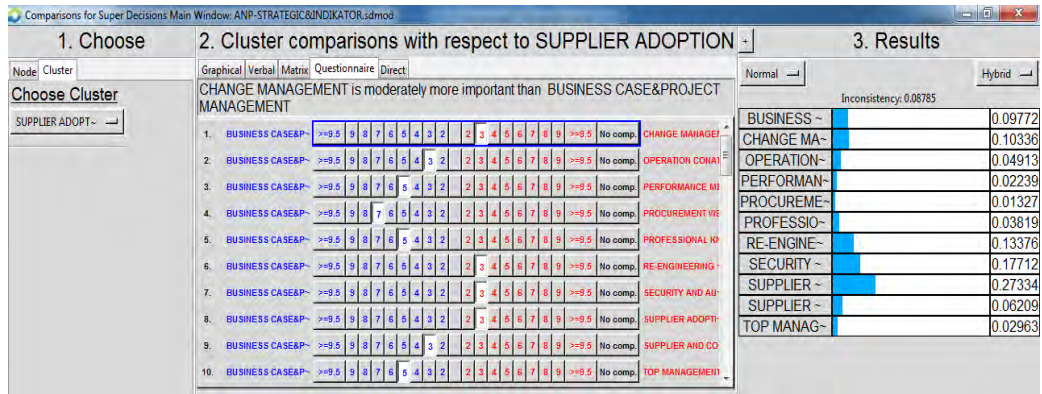 Comparisons for Super Decisions Main Window: ANP-STRATEGIC&INDIKATOR.sdmod
1. Choose
2. Cluster comparisons with respect to SUPPLIER ADOPTION
+
3. Results
Node Cluster
Graphical Verbal Matrix Questionnaire Direct
Normal
Hybrid
Choose Cluster
SUPPLIER ADOPT~
CHANGE MANAGEMENT is moderately more important than BUSINESS CASE&PROJECT
MANAGEMENT
Inconsistency: 0.08785
1. BUSINESS CASE&P~ >=9.5 9 8 7 6 5 4 3 2 2 3 4 5 6 7 8 9 >=9.5 No comp. CHANGE MANAGEM
2. BUSINESS CASE&P~ >=9.5 9 8 7 6 5 4 3 2 2 3 4 5 6 7 8 9 >=9.5 No comp. OPERATION CONAT
3. BUSINESS CASE&P~ >=9.5 9 8 7 6 5 4 3 2 2 3 4 5 6 7 8 9 >=9.5 No comp. PERFORMANCE ME
4. BUSINESS CASE&P~ >=9.5 9 8 7 6 5 4 3 2 2 3 4 5 6 7 8 9 >=9.5 No comp. PROCUREMENT WE
5. BUSINESS CASE&P~ >=9.5 9 8 7 6 5 4 3 2 2 3 4 5 6 7 8 9 >=9.5 No comp. PROFESSIONAL KN
6. BUSINESS CASE&P~ >=9.5 9 8 7 6 5 4 3 2 2 3 4 5 6 7 8 9 >=9.5 No comp. RE-ENGINEERING ~
7. BUSINESS CASE&P~ >=9.5 9 8 7 6 5 4 3 2 2 3 4 5 6 7 8 9 >=9.5 No comp. SECURITY AND AU~
8. BUSINESS CASE&P~ >=9.5 9 8 7 6 5 4 3 2 2 3 4 5 6 7 8 9 >=9.5 No comp. SUPPLIER ADOPTI~
9. BUSINESS CASE&P~ >=9.5 9 8 7 6 5 4 3 2 2 3 4 5 6 7 8 9 >=9.5 No comp. SUPPLIER AND CO
10. BUSINESS CASE&P~ >=9.5 9 8 7 6 5 4 3 2 2 3 4 5 6 7 8 9 >=9.5 No comp. TOP MANAGEMENT
BUSINESS ~ 0.09772
CHANGE MA~ 0.10336
OPERATION~ 0.04913
PERFORMAN~ 0.02239
PROCUREME~ 0.01327
PROFESSIO~ 0.03819
RE-ENGINE~ 0.13376
SECURITY ~ 0.17712
SUPPLIER ~ 0.27334
SUPPLIER ~ 0.06209
TOP MANAG~ 0.02963